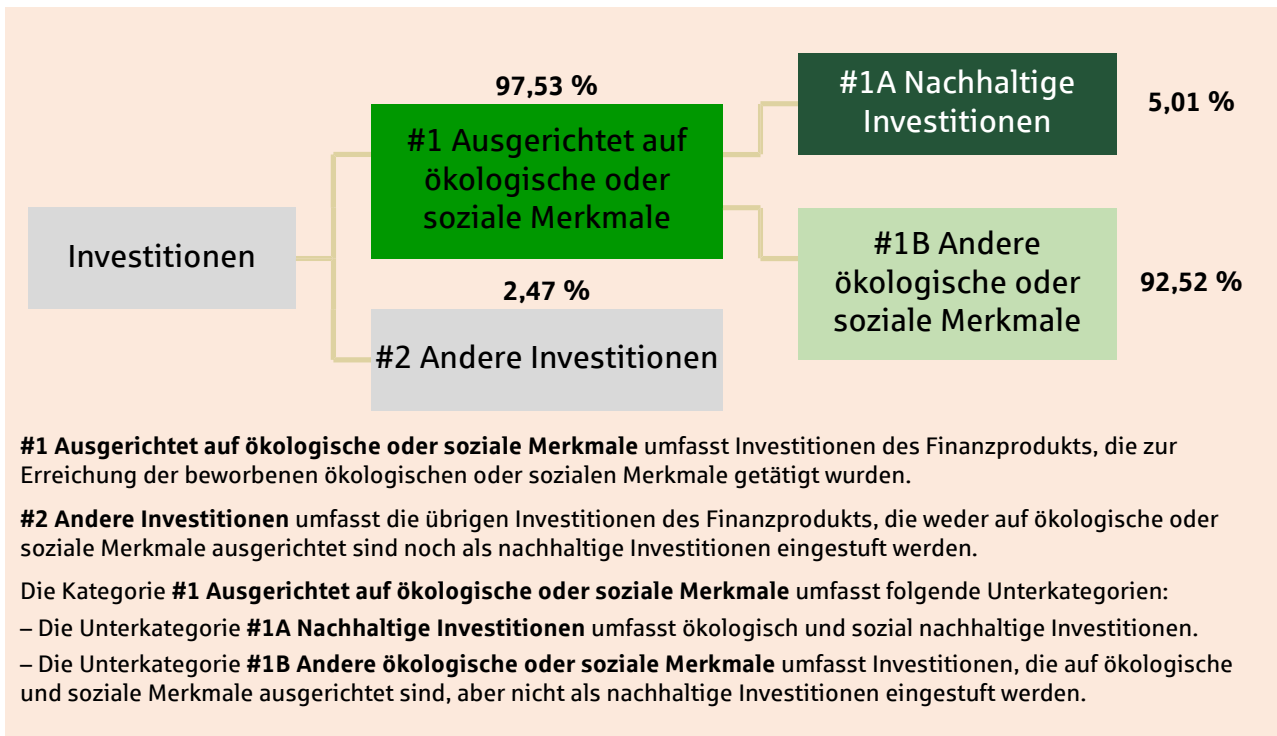 97,53 %
#1 Ausgerichtet auf
ökologische oder
soziale Merkmale
#1A Nachhaltige
Investitionen
5,01 %
Investitionen
2,47 %
#2 Andere Investitionen
#1B Andere
ökologische oder
soziale Merkmale
92,52 %
#1 Ausgerichtet auf ökologische oder soziale Merkmale umfasst Investitionen des Finanzprodukts, die zur
Erreichung der beworbenen ökologischen oder sozialen Merkmale getätigt wurden.
#2 Andere Investitionen umfasst die übrigen Investitionen des Finanzprodukts, die weder auf ökologische oder
soziale Merkmale ausgerichtet sind noch als nachhaltige Investitionen eingestuft werden.
Die Kategorie #1 Ausgerichtet auf ökologische oder soziale Merkmale umfasst folgende Unterkategorien:
– Die Unterkategorie #1A Nachhaltige Investitionen umfasst ökologisch und sozial nachhaltige Investitionen.
– Die Unterkategorie #1B Andere ökologische oder soziale Merkmale umfasst Investitionen, die auf ökologische
und soziale Merkmale ausgerichtet sind, aber nicht als nachhaltige Investitionen eingestuft werden.